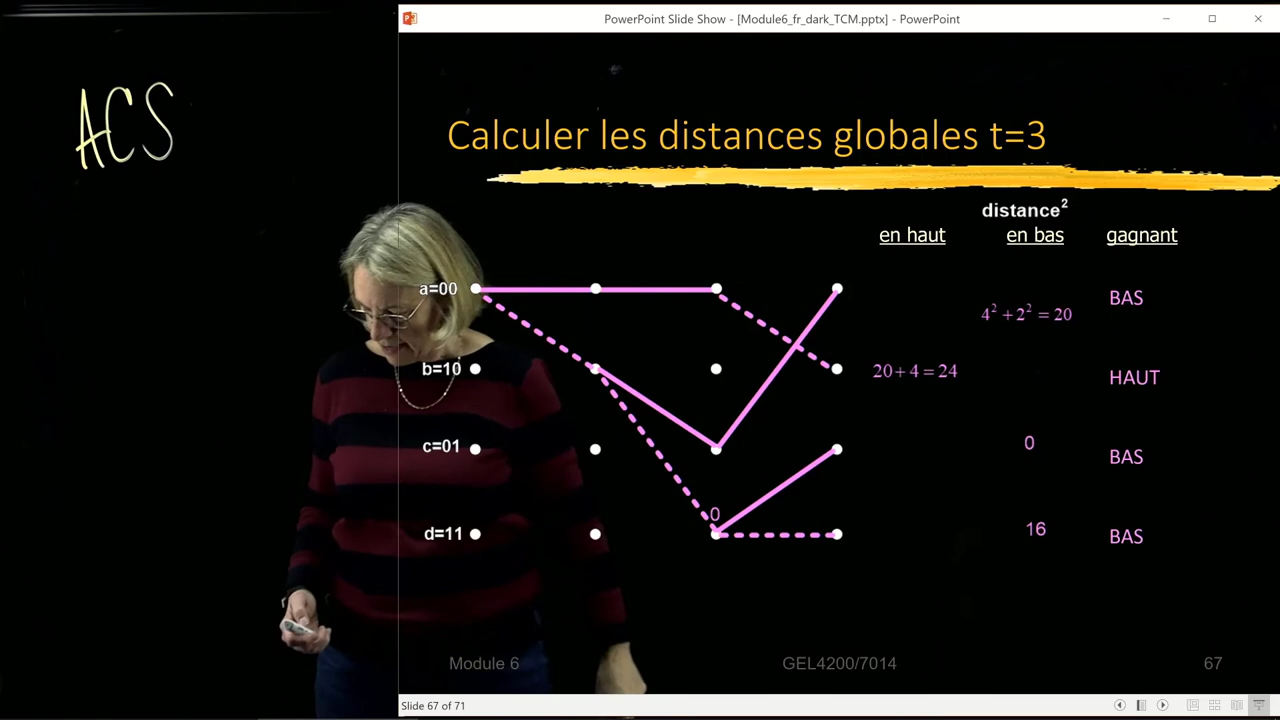 PowerPoint Slide Show - [Module6_fr_dark_TCM.pptx] - PowerPoint
ACS
Calculer les distances globales t=3
distance²
en haut en bas gagnant
a=00
4² + 2² = 20 BAS
b=10
20 + 4 = 24 HAUT
c=01
0 BAS
0
d=11
16 BAS
Module 6 GEL4200/7014 67
Slide 67 of 71